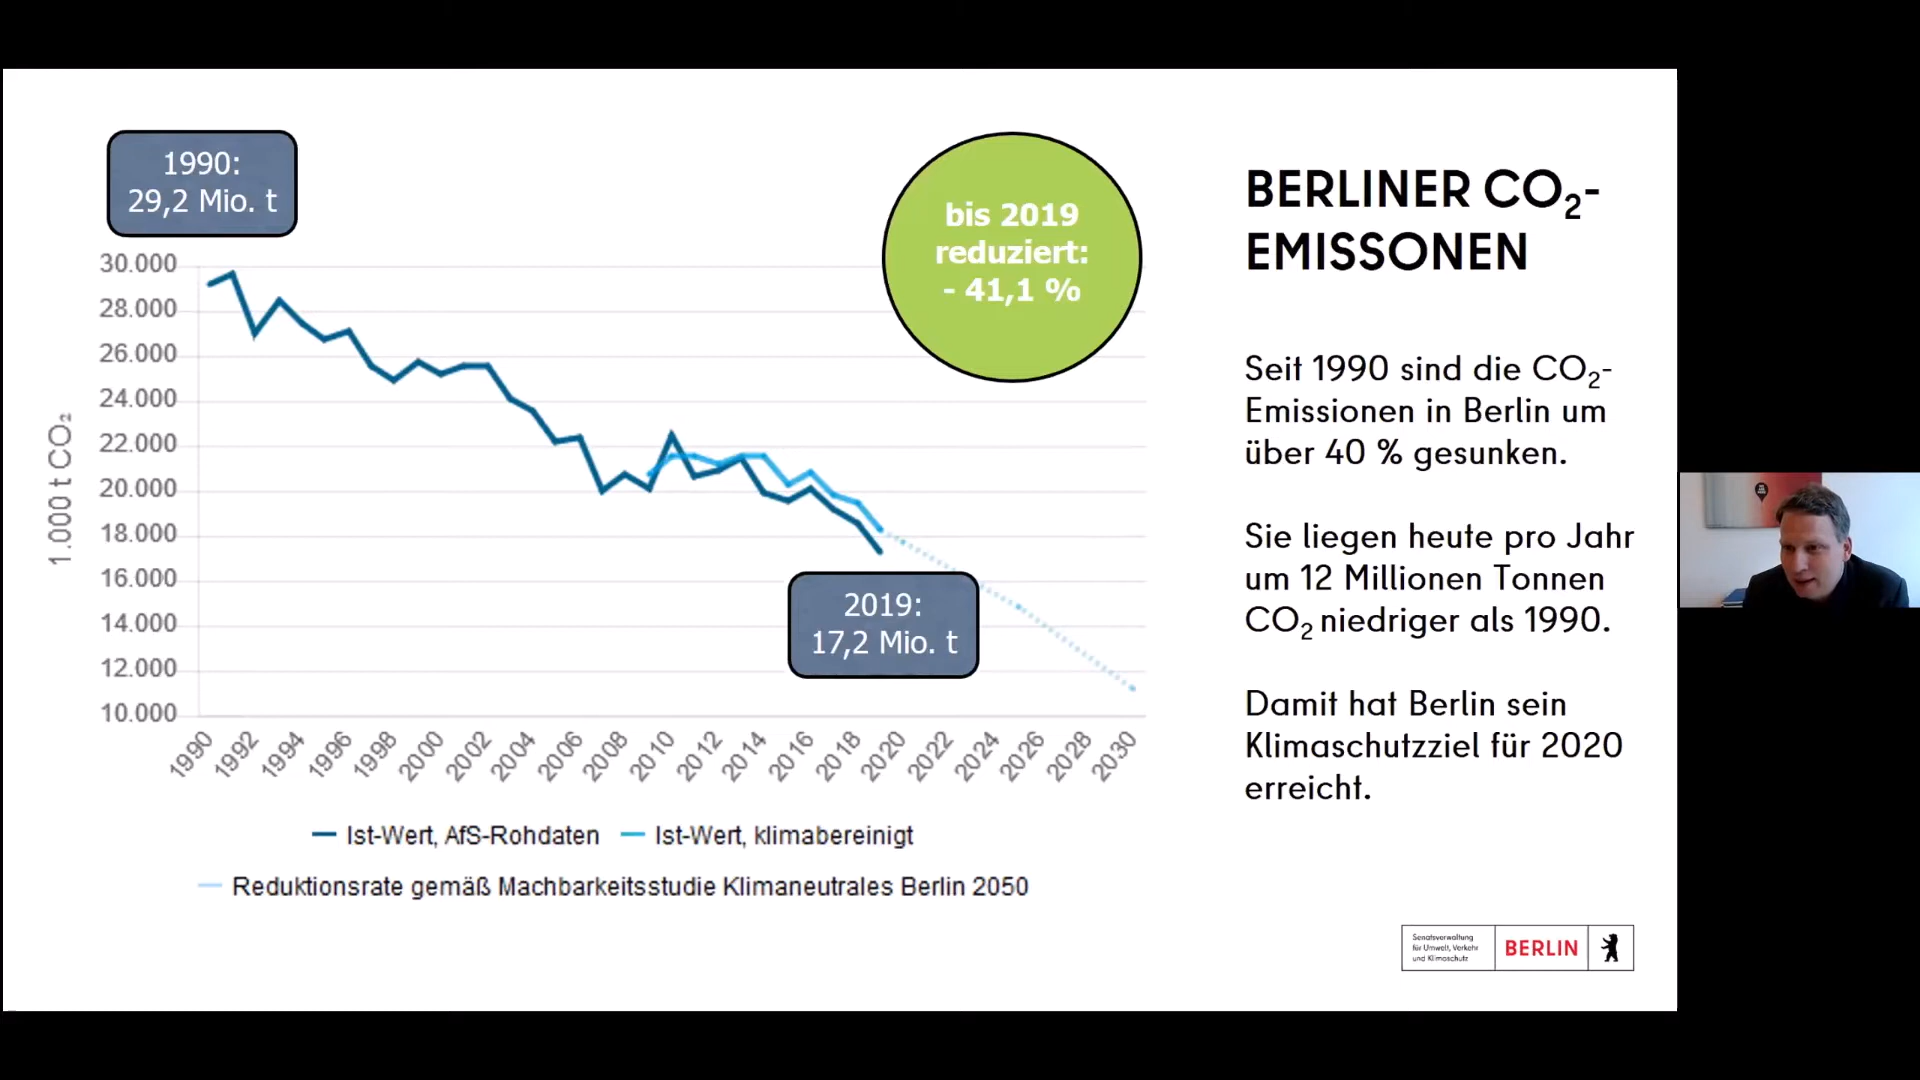 1990:
29,2 Mio. t
bis 2019
reduziert:
- 41,1 %
BERLINER CO₂-
EMISSONEN
Seit 1990 sind die CO₂-
Emissionen in Berlin um
über 40 % gesunken.
Sie liegen heute pro Jahr
um 12 Millionen Tonnen
CO₂ niedriger als 1990.
Damit hat Berlin sein
Klimaschutzziel für 2020
erreicht.
1.000 t CO₂
30.000
28.000
26.000
24.000
22.000
20.000
18.000
16.000
14.000
12.000
10.000
2019:
17,2 Mio. t
1990 1992 1994 1996 1998 2000 2002 2004 2006 2008 2010 2012 2014 2016 2018 2020 2022 2024 2026 2028 2030
Ist-Wert, AfS-Rohdaten Ist-Wert, klimabereinigt
Reduktionsrate gemäß Machbarkeitsstudie Klimaneutrales Berlin 2050
Senatsverwaltung
für Umwelt, Verkehr
und Klimaschutz
BERLIN